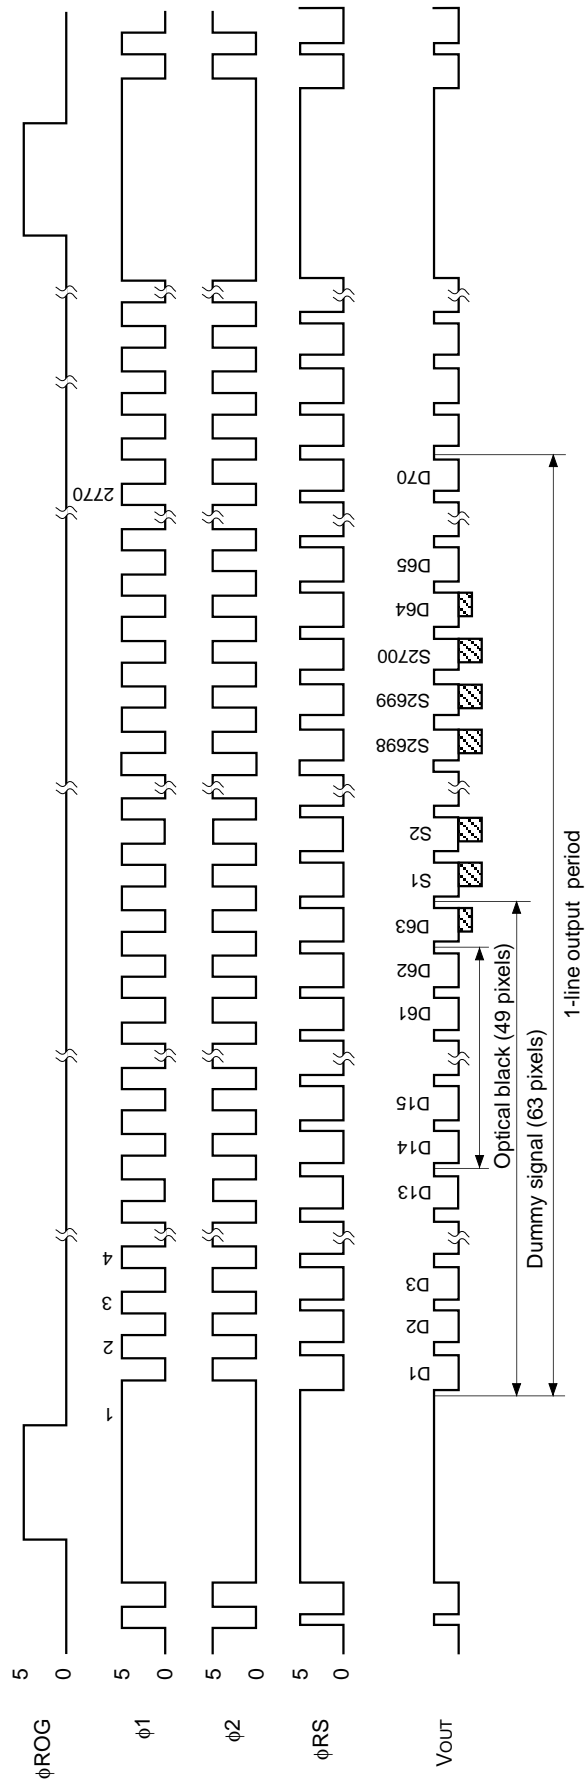 φROG 5 0
φ1 5 0
1 2 3 4 2770
φ2 5 0
φRS 5 0
VOUT
D1 D2 D3 D13 D14 D15 D61 D62 D63 S1 S2 S2698 S2699 S2700 D64 D65 D70
Optical black (49 pixels)
Dummy signal (63 pixels)
1-line output period